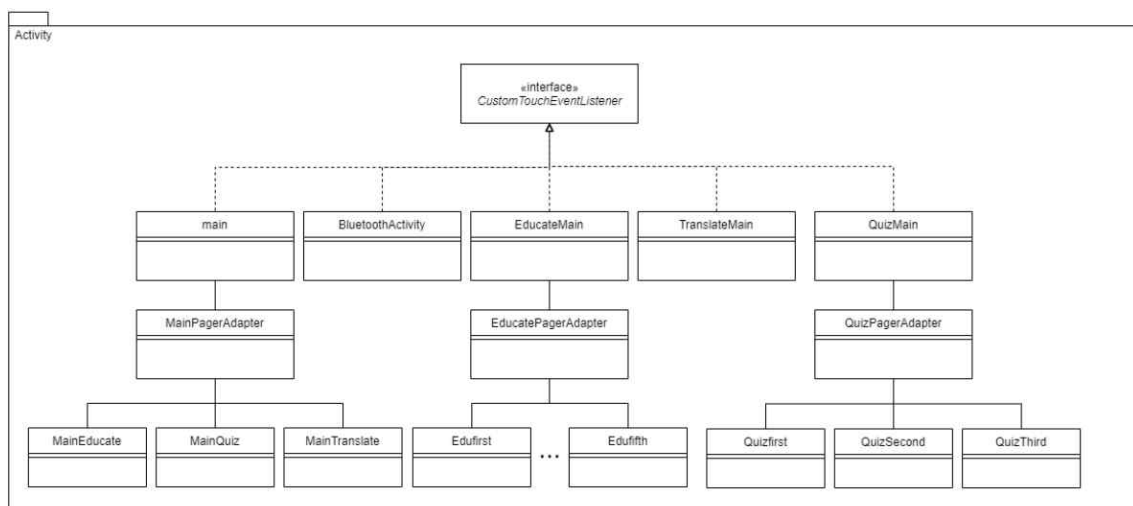 Activity
«interface»
CustomTouchEventListener
main
BluetoothActivity
EducateMain
TranslateMain
QuizMain
MainPagerAdapter
EducatePagerAdapter
QuizPagerAdapter
MainEducate
MainQuiz
MainTranslate
Edufirst
...
Edufifth
Quizfirst
QuizSecond
QuizThird